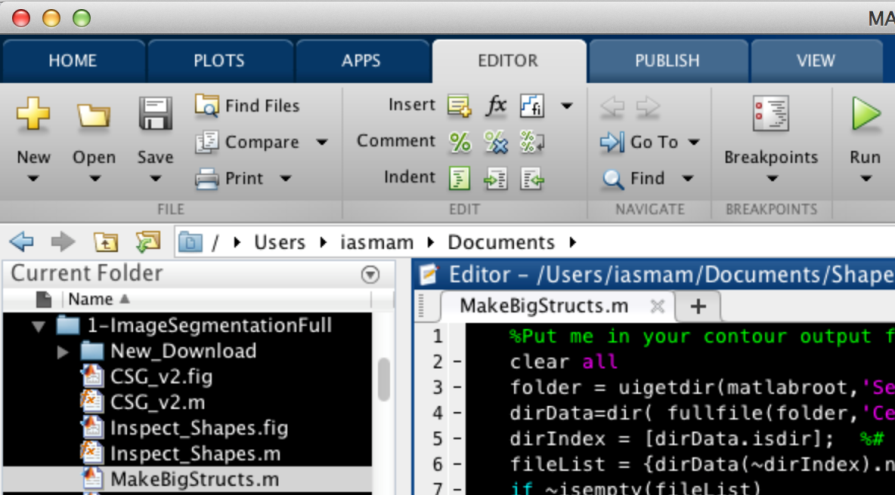 MA
HOME PLOTS APPS EDITOR PUBLISH VIEW
Find Files Insert fx fi
New Open Save Compare Comment % Go To Breakpoints Run
Print Indent Find
FILE EDIT NAVIGATE BREAKPOINTS
/ Users iasmam Documents
Current Folder
Name
1-ImageSegmentationFull
New_Download
CSG_v2.fig
CSG_v2.m
Inspect_Shapes.fig
Inspect_Shapes.m
MakeBigStructs.m
Editor – /Users/iasmam/Documents/Shape
MakeBigStructs.m +
1 %Put me in your contour output f
2 – clear all
3 – folder = uigetdir(matlabroot,'Se
4 – dirData=dir( fullfile(folder,'Ce
5 – dirIndex = [dirData.isdir]; %#
6 – fileList = {dirData(~dirIndex).n
7 – if ~isempty(fileList)